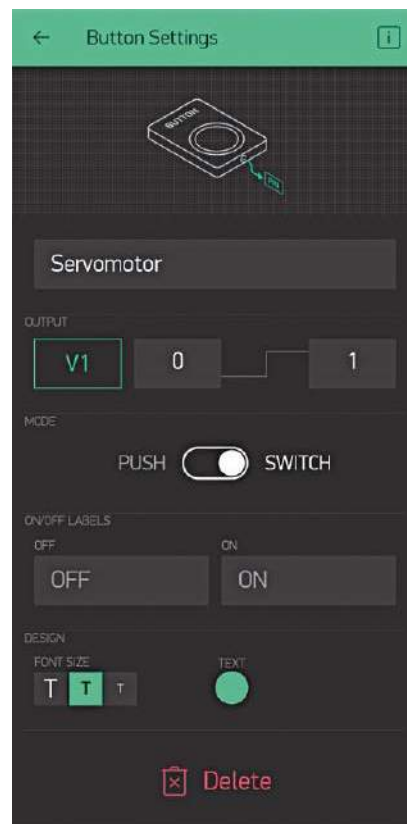 Button Settings i
BUTTON
PIN
Servomotor
OUTPUT
V1 0 1
MODE
PUSH SWITCH
ON/OFF LABELS
OFF ON
OFF ON
DESIGN
FONT SIZE TEXT
T T T
Delete